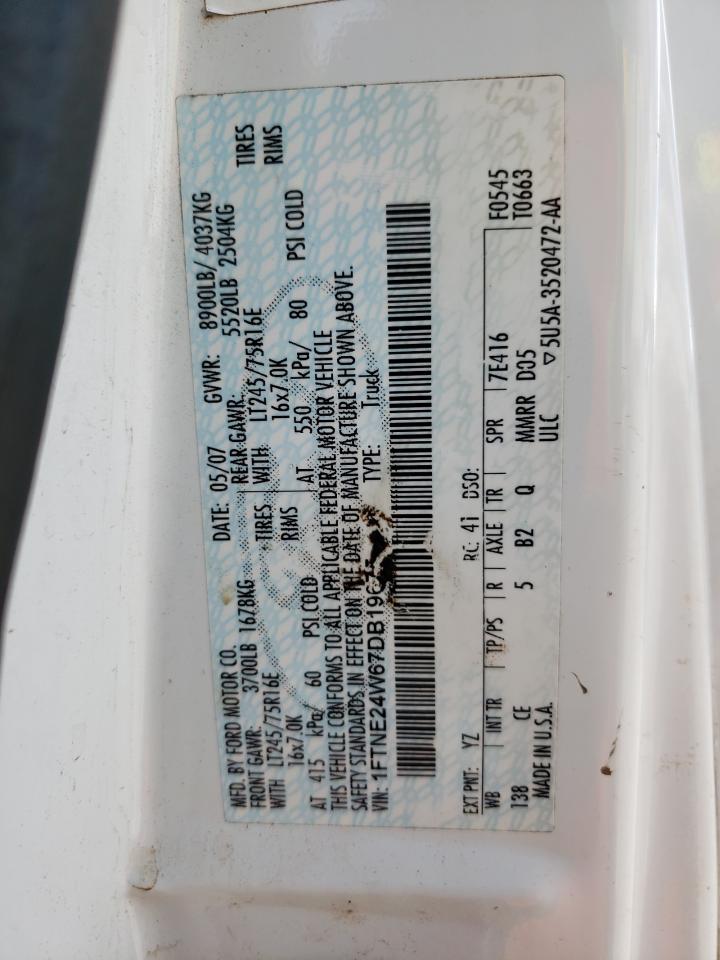 MFD. BY FORD MOTOR CO. DATE: 05/07 GVWR: 8900LB/ 4037KG
FRONT GAWR: 3700LB 1678KG REAR GAWR: 5520LB 2504KG
WITH LT245/75R16E TIRES WITH LT245/75R16E TIRES
16x7.0K RIMS 16x7.0K RIMS
AT 415 kPa/ 60 PSI COLD AT 550 kPa/ 80 PSI COLD
THIS VEHICLE CONFORMS TO ALL APPLICABLE FEDERAL MOTOR VEHICLE
SAFETY STANDARDS IN EFFECT ON THE DATE OF MANUFACTURE SHOWN ABOVE.
VIN: 1FTNE24W67DB19 TYPE: Truck
EXT PNT: YZ RC: 41 DSO: F0545
WB INT TR TP/PS R AXLE TR SPR 7E416 T0663
138 CE 5 B2 Q MMRR D05
MADE IN U.S.A. ULC ▽5U5A-3520472-AA